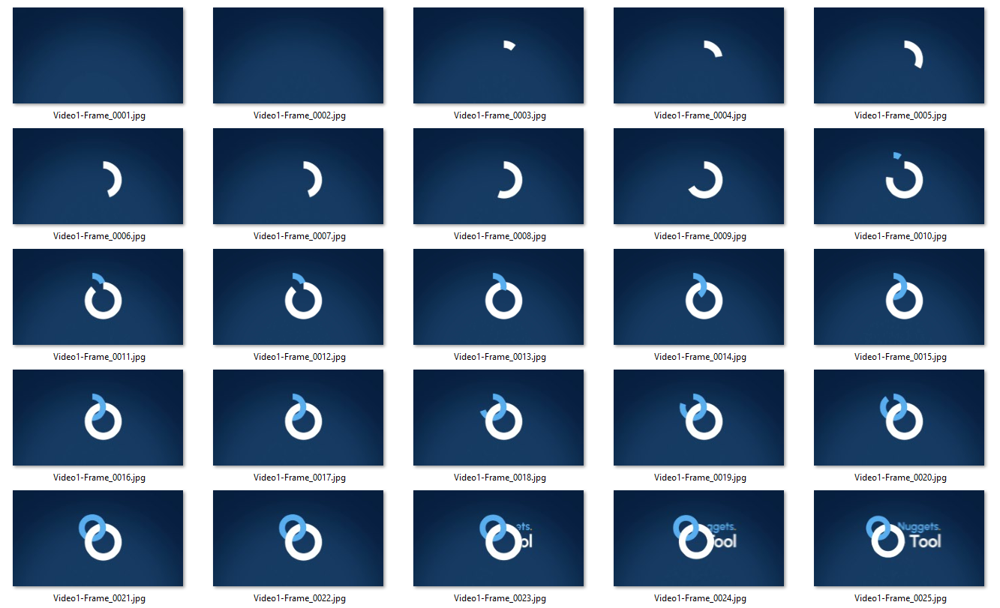 Video1-Frame_0001.jpg
Video1-Frame_0002.jpg
Video1-Frame_0003.jpg
Video1-Frame_0004.jpg
Video1-Frame_0005.jpg
Video1-Frame_0006.jpg
Video1-Frame_0007.jpg
Video1-Frame_0008.jpg
Video1-Frame_0009.jpg
Video1-Frame_0010.jpg
Video1-Frame_0011.jpg
Video1-Frame_0012.jpg
Video1-Frame_0013.jpg
Video1-Frame_0014.jpg
Video1-Frame_0015.jpg
Video1-Frame_0016.jpg
Video1-Frame_0017.jpg
Video1-Frame_0018.jpg
Video1-Frame_0019.jpg
Video1-Frame_0020.jpg
ets.
ol
ggets.
Tool
Nuggets.
Tool
Video1-Frame_0021.jpg
Video1-Frame_0022.jpg
Video1-Frame_0023.jpg
Video1-Frame_0024.jpg
Video1-Frame_0025.jpg